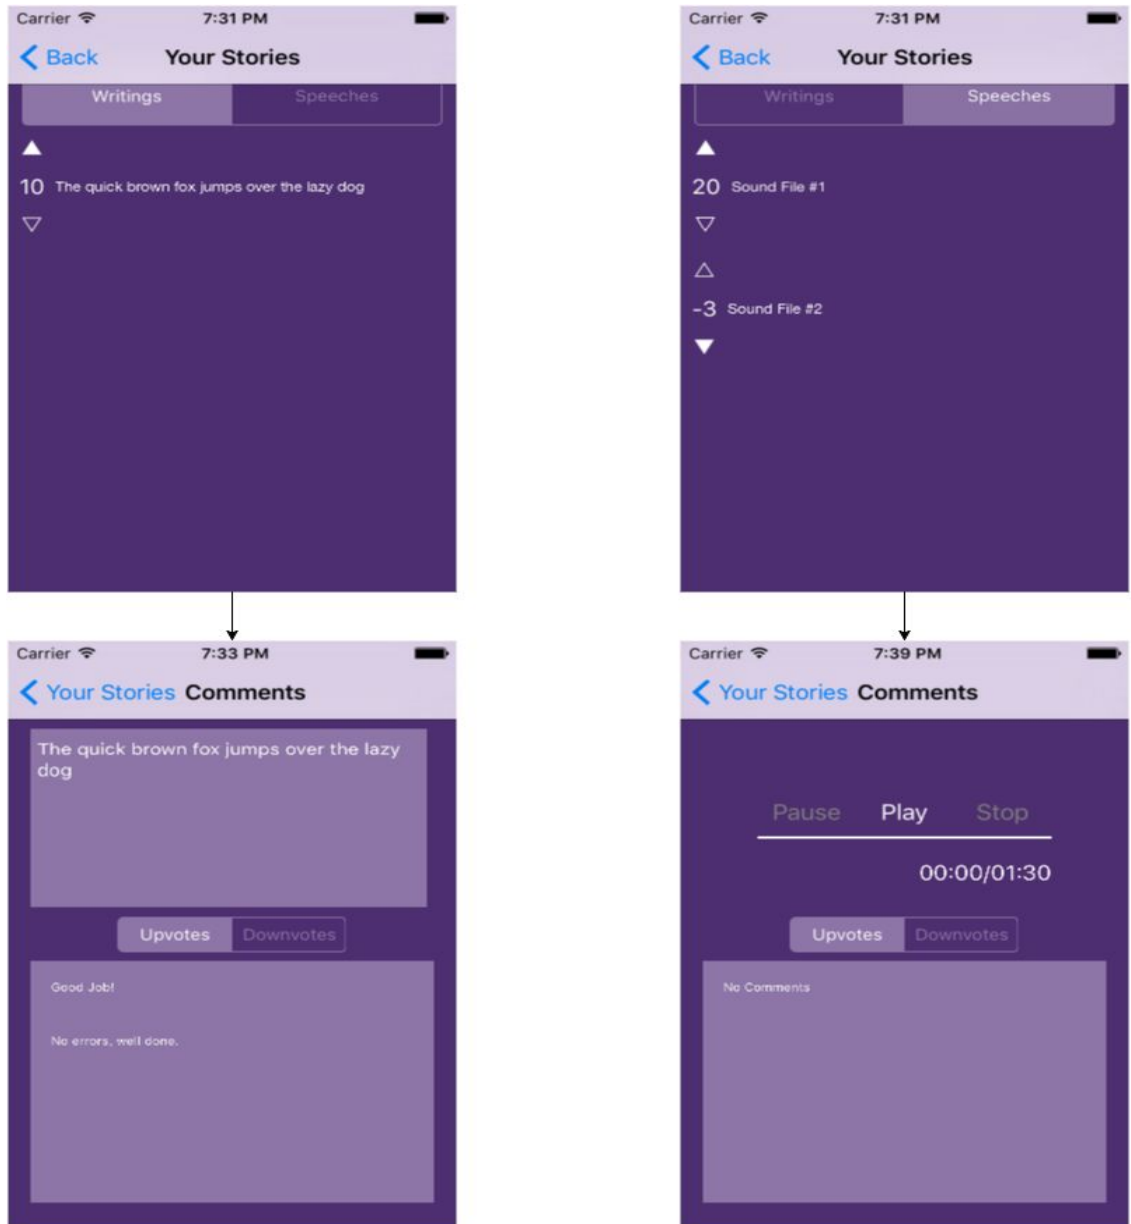 Carrier 7:31 PM
Back Your Stories
Writings Speeches
10 The quick brown fox jumps over the lazy dog
Carrier 7:31 PM
Back Your Stories
Writings Speeches
20 Sound File #1
-3 Sound File #2
Carrier 7:33 PM
Your Stories Comments
The quick brown fox jumps over the lazy
dog
Upvotes Downvotes
Good Job!
No errors, well done.
Carrier 7:39 PM
Your Stories Comments
Pause Play Stop
00:00/01:30
Upvotes Downvotes
No Comments